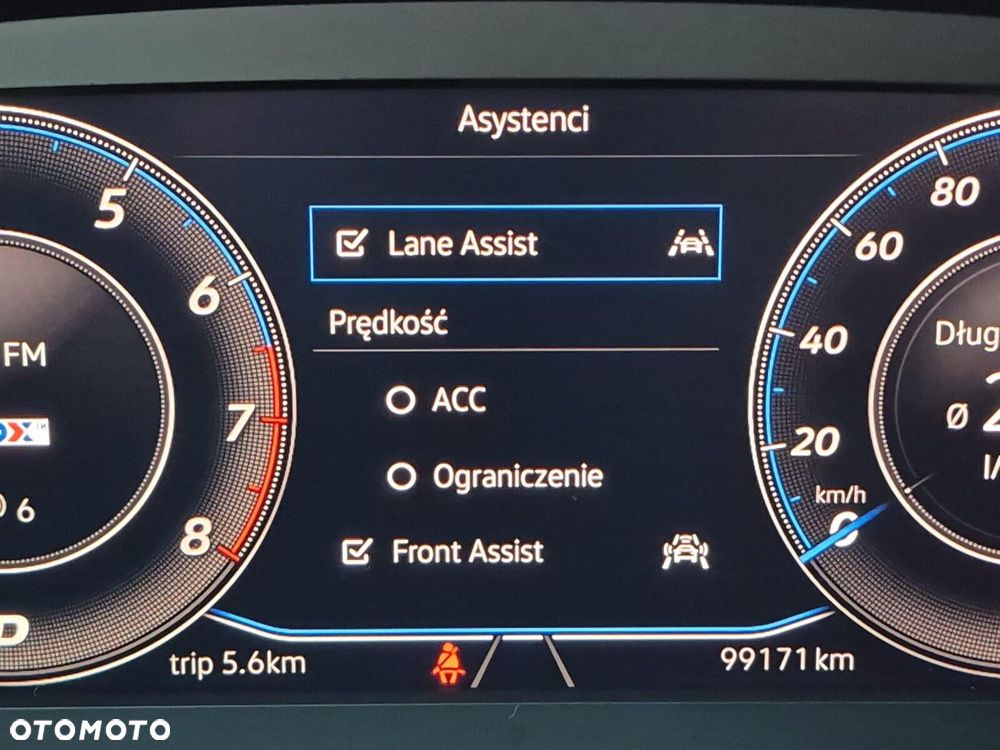 Asystenci
5
6
7
8
FM
6
D
Lane Assist
Prędkość
ACC
Ograniczenie
Front Assist
80
60
40
20
km/h
0
Ø
trip 5.6km
99171 km
OTOMOTO